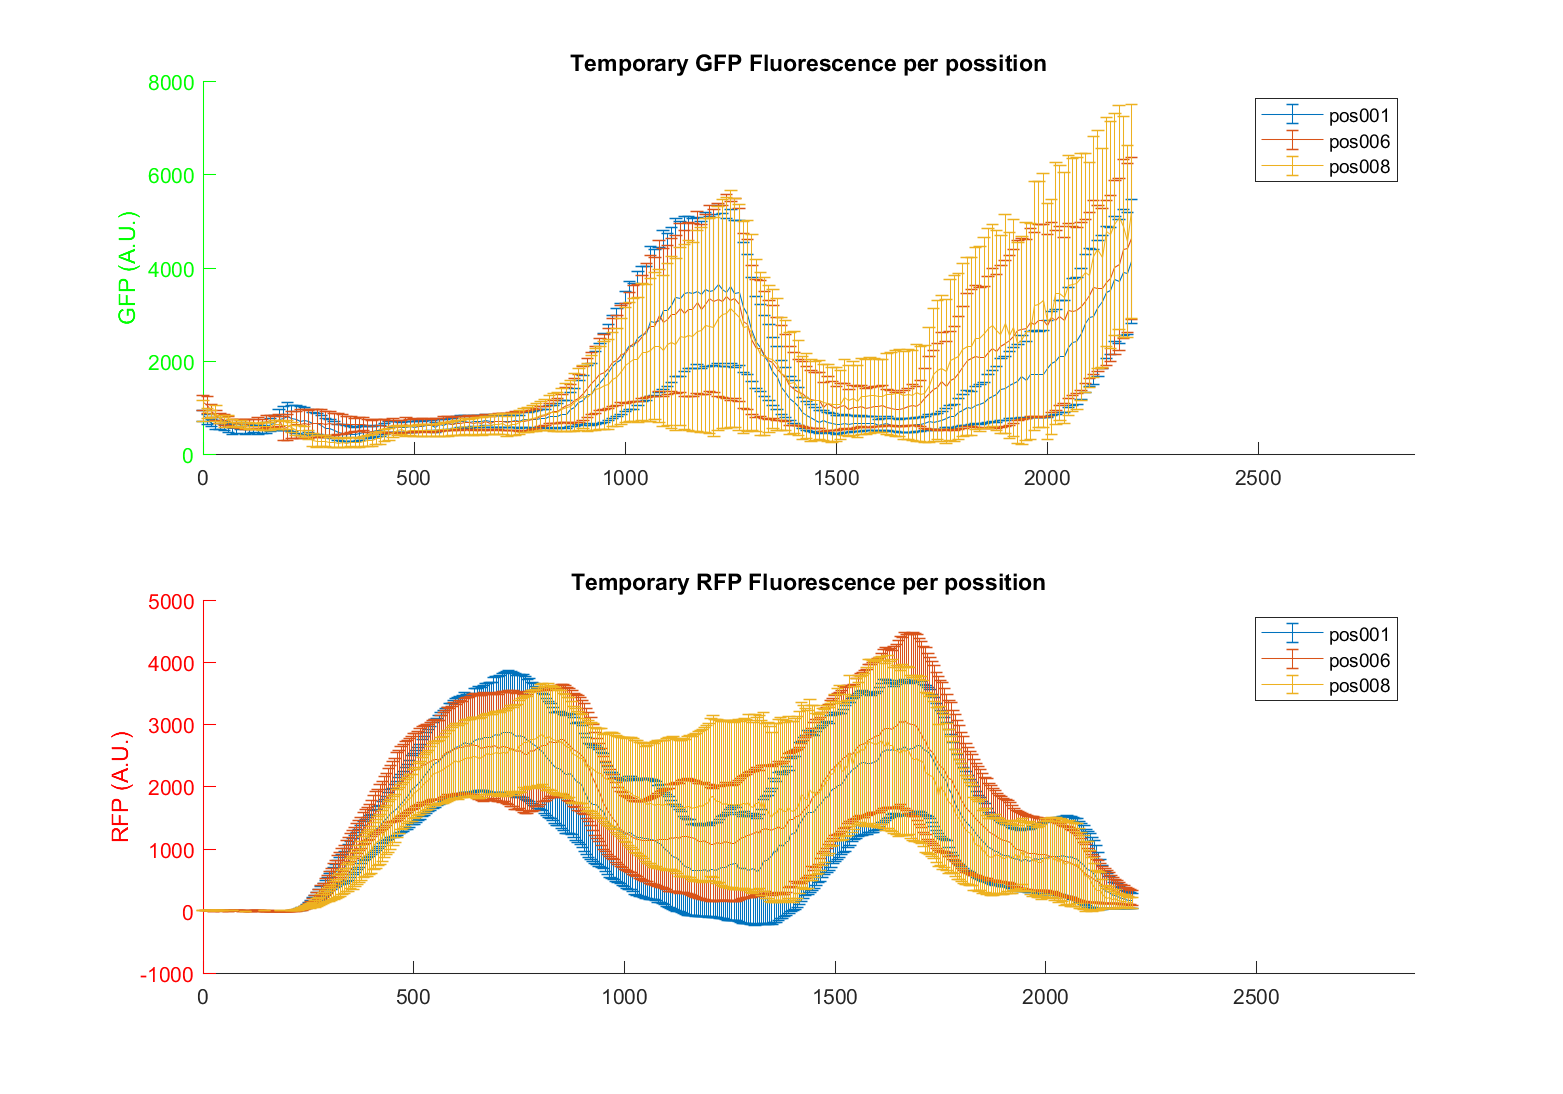 Temporary GFP Fluorescence per possition
8000
6000
4000
2000
0
GFP (A.U.)
0 500 1000 1500 2000 2500
pos001
pos006
pos008
Temporary RFP Fluorescence per possition
5000
4000
3000
2000
1000
0
-1000
RFP (A.U.)
0 500 1000 1500 2000 2500
pos001
pos006
pos008